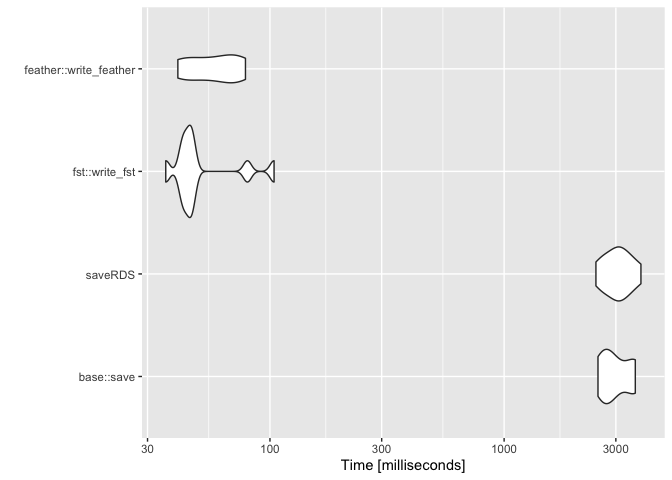 feather::write_feather
fst::write_fst
saveRDS
base::save
30 100 300 1000 3000
Time [milliseconds]